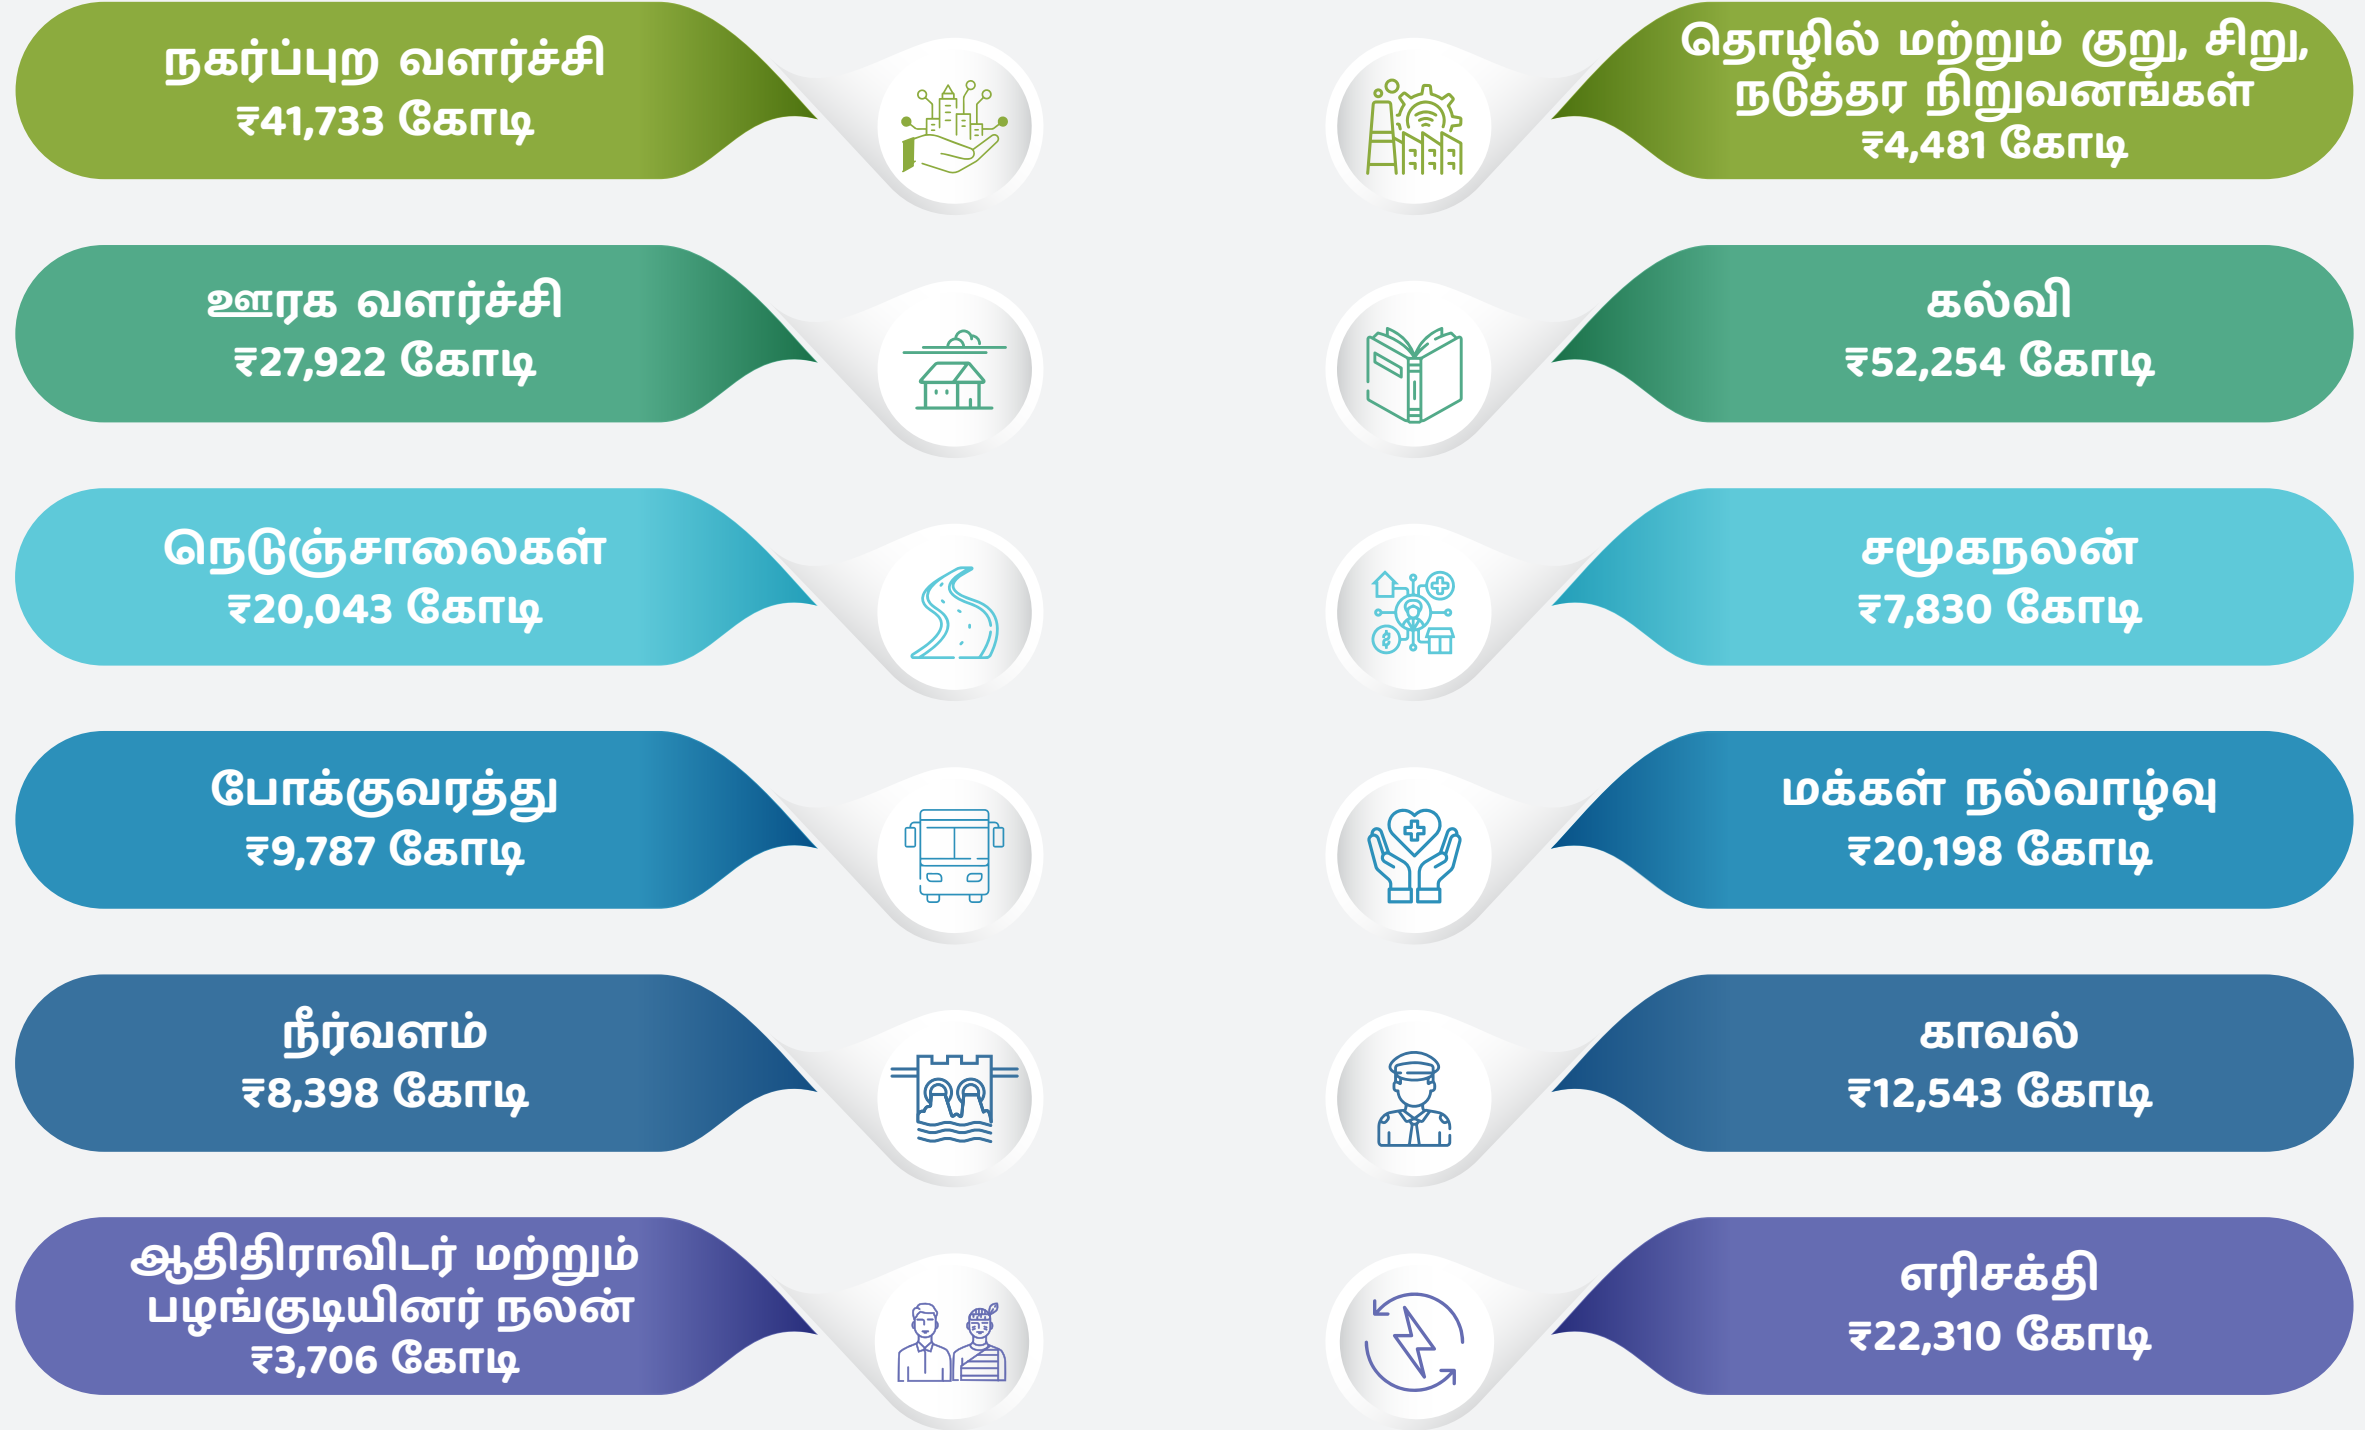 நகர்ப்புற வளர்ச்சி
₹41,733 கோடி
ஊரக வளர்ச்சி
₹27,922 கோடி
நெடுஞ்சாலைகள்
₹20,043 கோடி
போக்குவரத்து
₹9,787 கோடி
நீர்வளம்
₹8,398 கோடி
ஆதிதிராவிடர் மற்றும்
பழங்குடியினர் நலன்
₹3,706 கோடி
தொழில் மற்றும் குறு, சிறு,
நடுத்தர நிறுவனங்கள்
₹4,481 கோடி
கல்வி
₹52,254 கோடி
சமூகநலன்
₹7,830 கோடி
மக்கள் நல்வாழ்வு
₹20,198 கோடி
காவல்
₹12,543 கோடி
எரிசக்தி
₹22,310 கோடி